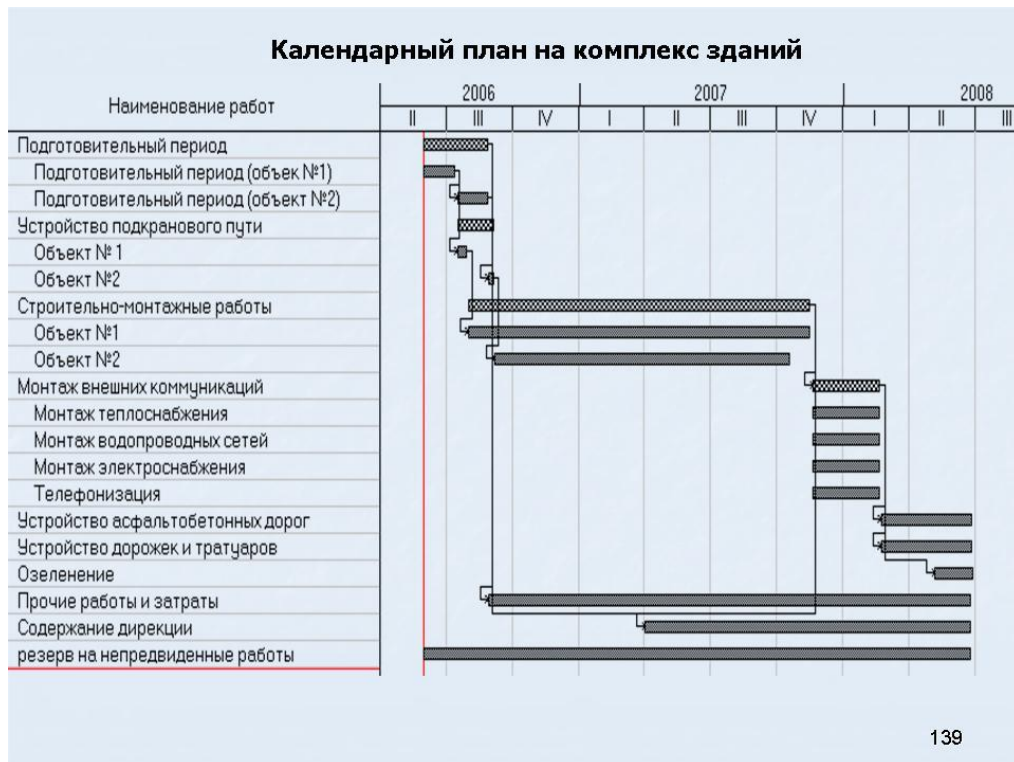 Календарный план на комплекс зданий
Наименование работ
2006 2007 2008
II III IV I II III IV I II III
Подготовительный период
Подготовительный период (объек №1)
Подготовительный период (объект №2)
Устройство подкранового пути
Объект № 1
Объект №2
Строительно-монтажные работы
Объект №1
Объект №2
Монтаж внешних коммуникаций
Монтаж теплоснабжения
Монтаж водопроводных сетей
Монтаж электроснабжения
Телефонизация
Устройство асфальтобетонных дорог
Устройство дорожек и тратуаров
Озеленение
Прочие работы и затраты
Содержание дирекции
резерв на непредвиденные работы
139